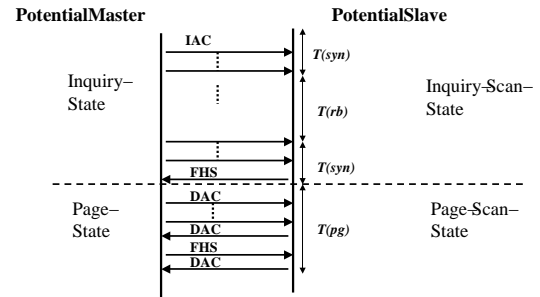 PotentialMaster PotentialSlave
IAC
T(syn)
Inquiry–
State
Inquiry-Scan–
State
T(rb)
T(syn)
FHS
DAC
Page–
State
DAC
T(pg)
Page-Scan–
State
FHS
DAC